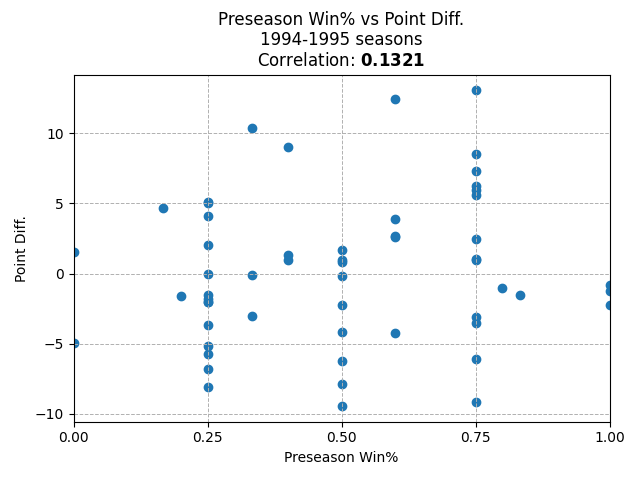 Preseason Win% vs Point Diff.
1994-1995 seasons
Correlation: 0.1321
Point Diff.
10
5
0
−5
−10
0.00 0.25 0.50 0.75 1.00
Preseason Win%